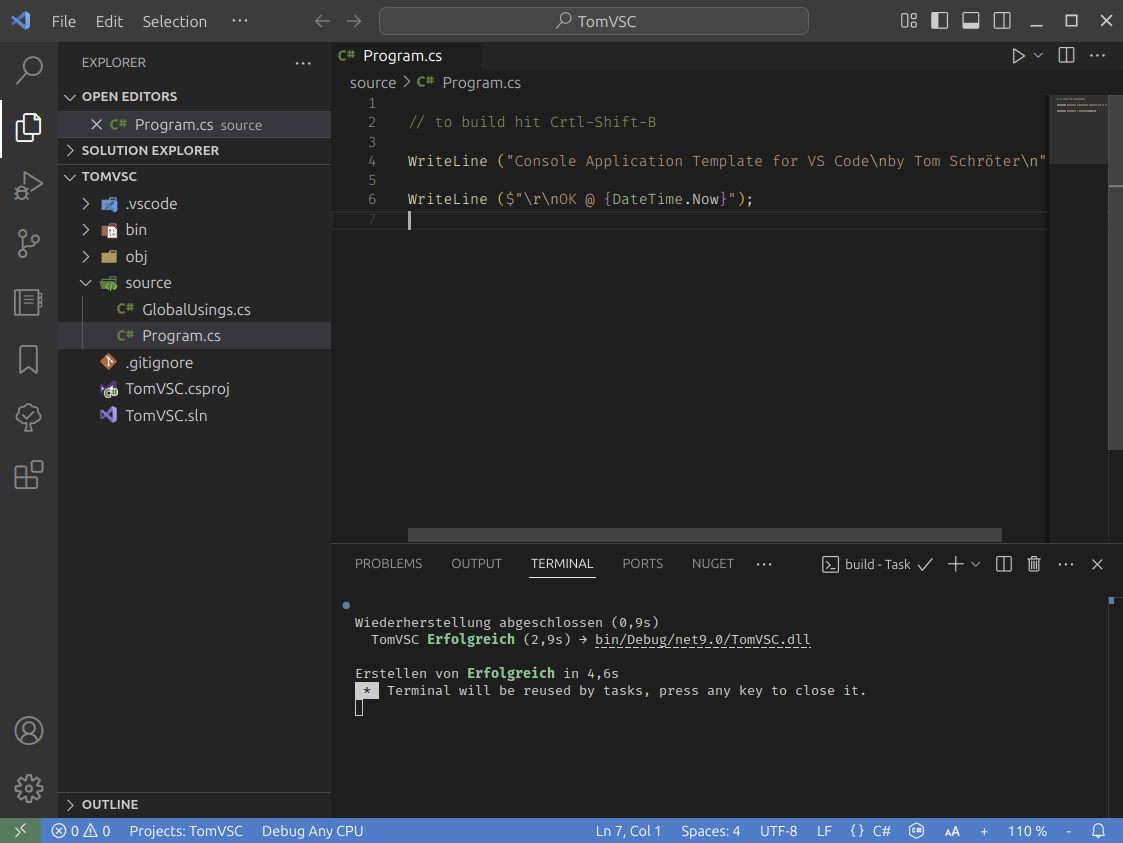 File Edit Selection ···
TomVSC
EXPLORER
OPEN EDITORS
C# Program.cs source
SOLUTION EXPLORER
TOMVSC
.vscode
bin
obj
source
C# GlobalUsings.cs
C# Program.cs
.gitignore
TomVSC.csproj
TomVSC.sln
OUTLINE
C# Program.cs
source > C# Program.cs
1
2 // to build hit Crtl-Shift-B
3
4 WriteLine ("Console Application Template for VS Code\nby Tom Schröter\n"
5
6 WriteLine ($"\r\nOK @ {DateTime.Now}");
7
PROBLEMS OUTPUT TERMINAL PORTS NUGET ···
build - Task
Wiederherstellung abgeschlossen (0,9s)
TomVSC Erfolgreich (2,9s) → bin/Debug/net9.0/TomVSC.dll
Erstellen von Erfolgreich in 4,6s
* Terminal will be reused by tasks, press any key to close it.
0 0 Projects: TomVSC Debug Any CPU Ln 7, Col 1 Spaces: 4 UTF-8 LF {} C# AA + 110 % -